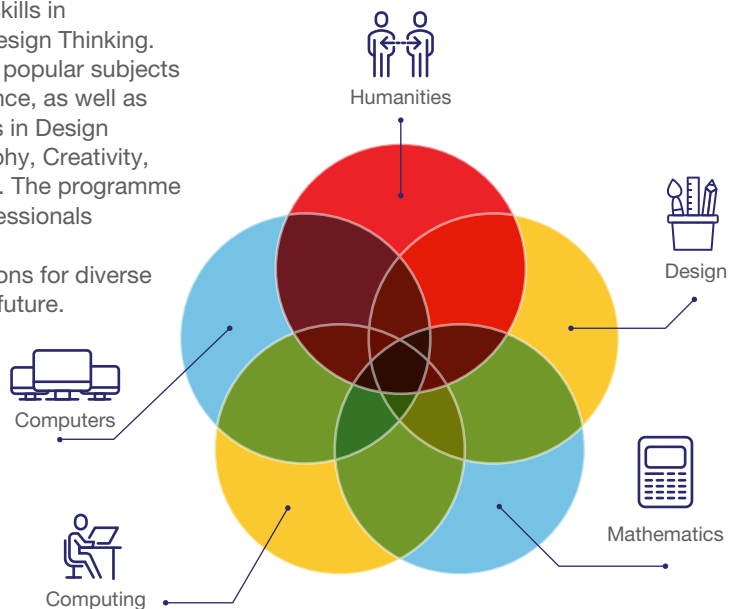 skills in
esign Thinking.
popular subjects
nce, as well as
s in Design
phy, Creativity,
. The programme
essionals
ons for diverse
future.
Humanities
Design
Computers
Mathematics
Computing